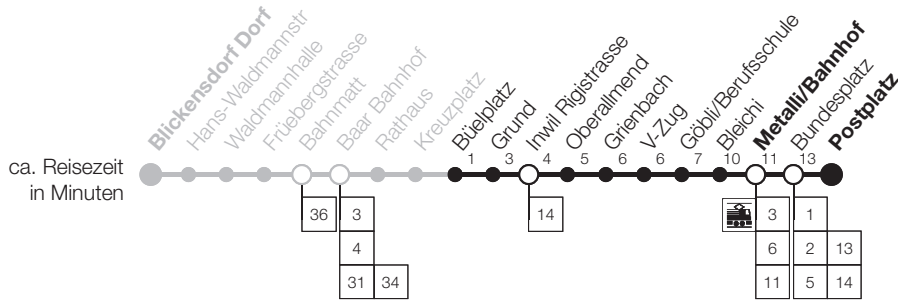 Blickensdorf Dorf
Hans-Waldmannstr
Waldmannhalle
Früebergstrasse
Bahnmatt
Baar Bahnhof
Rathaus
Kreuzplatz
Büelplatz
Grund
Inwil Rigistrasse
Oberallmend
Grienbach
V-Zug
Göbli/Berufsschule
Bleichi
Metalli/Bahnhof
Bundesplatz
Postplatz
1 3 4 5 6 6 7 10 11 13
ca. Reisezeit
in Minuten
36 3 14 3 1
4 6 2 13
31 34 11 5 14